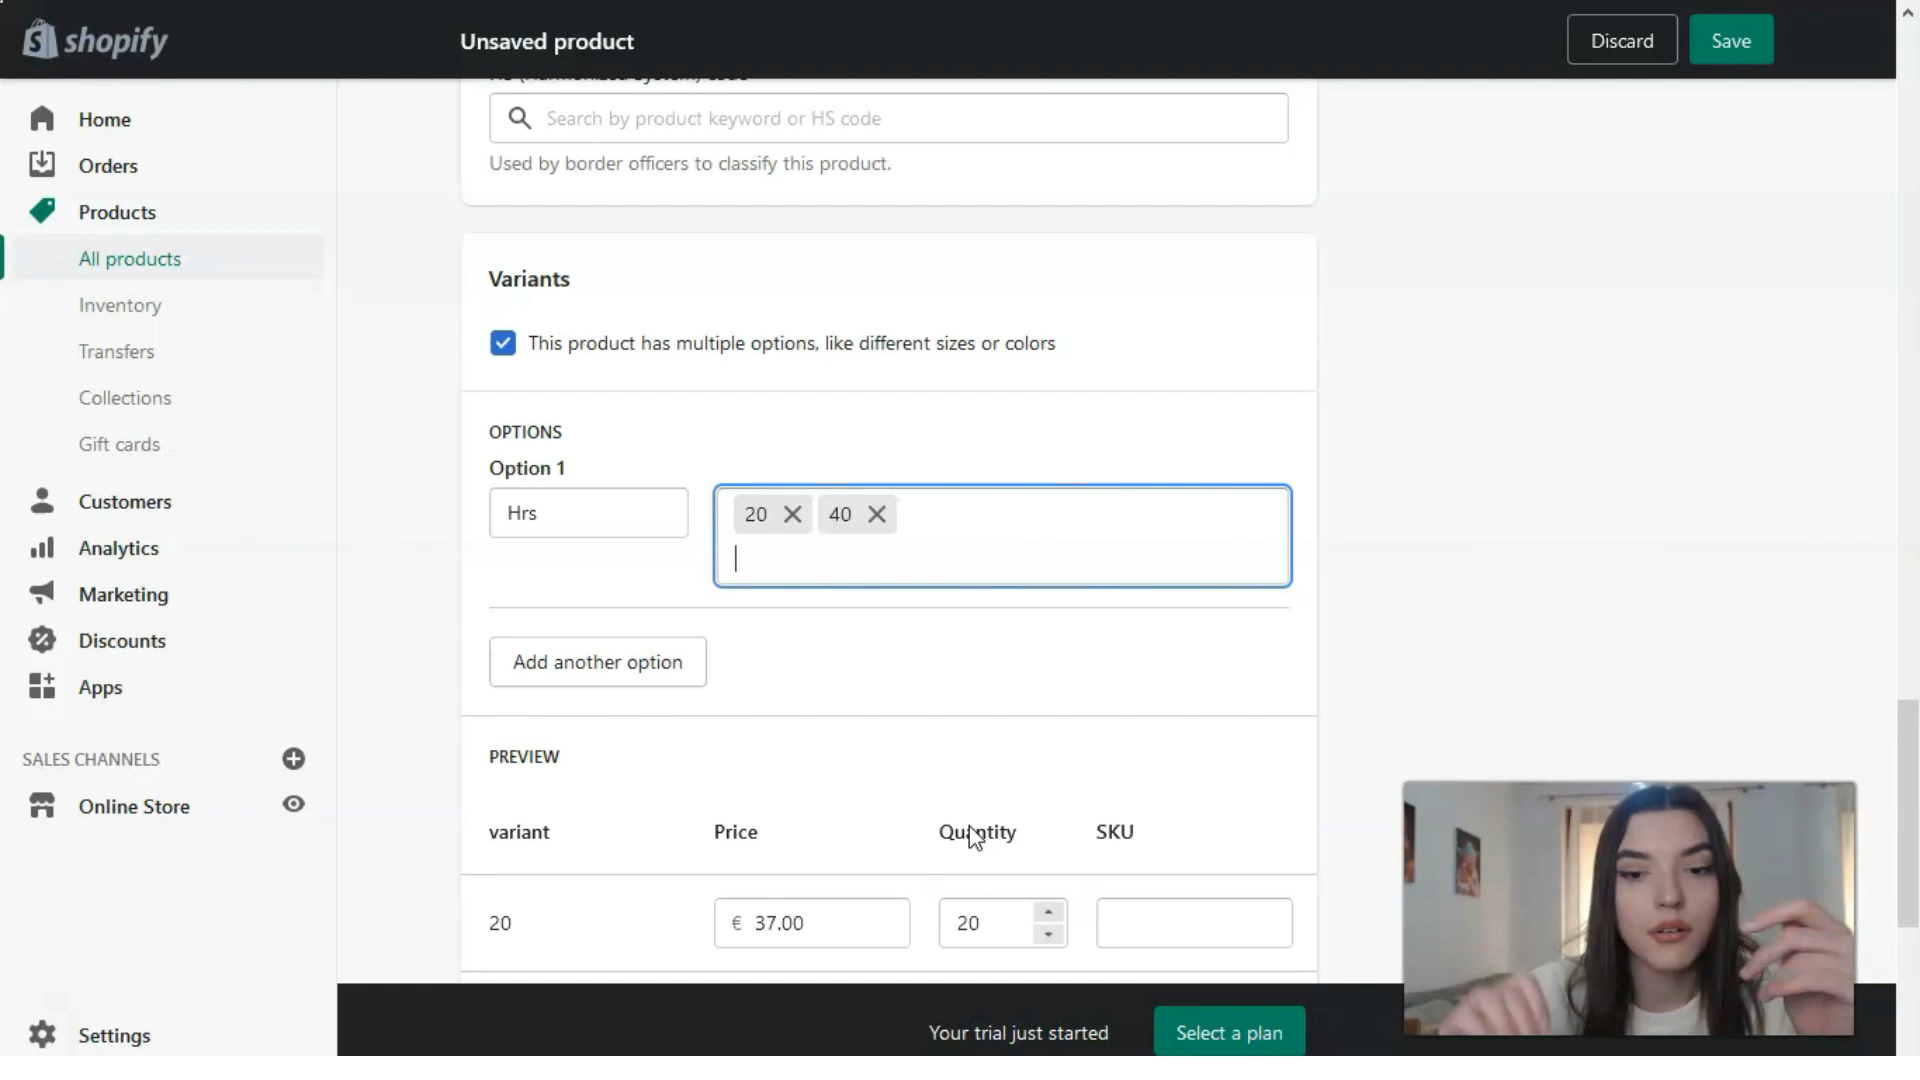 shopify
Unsaved product
Discard
Save
Home
Orders
Products
All products
Inventory
Transfers
Collections
Gift cards
Customers
Analytics
Marketing
Discounts
Apps
SALES CHANNELS
Online Store
Settings
Search by product keyword or HS code
Used by border officers to classify this product.
Variants
This product has multiple options, like different sizes or colors
OPTIONS
Option 1
Hrs
20 40
Add another option
PREVIEW
variant Price Quantity SKU
20 € 37.00 20
Your trial just started
Select a plan